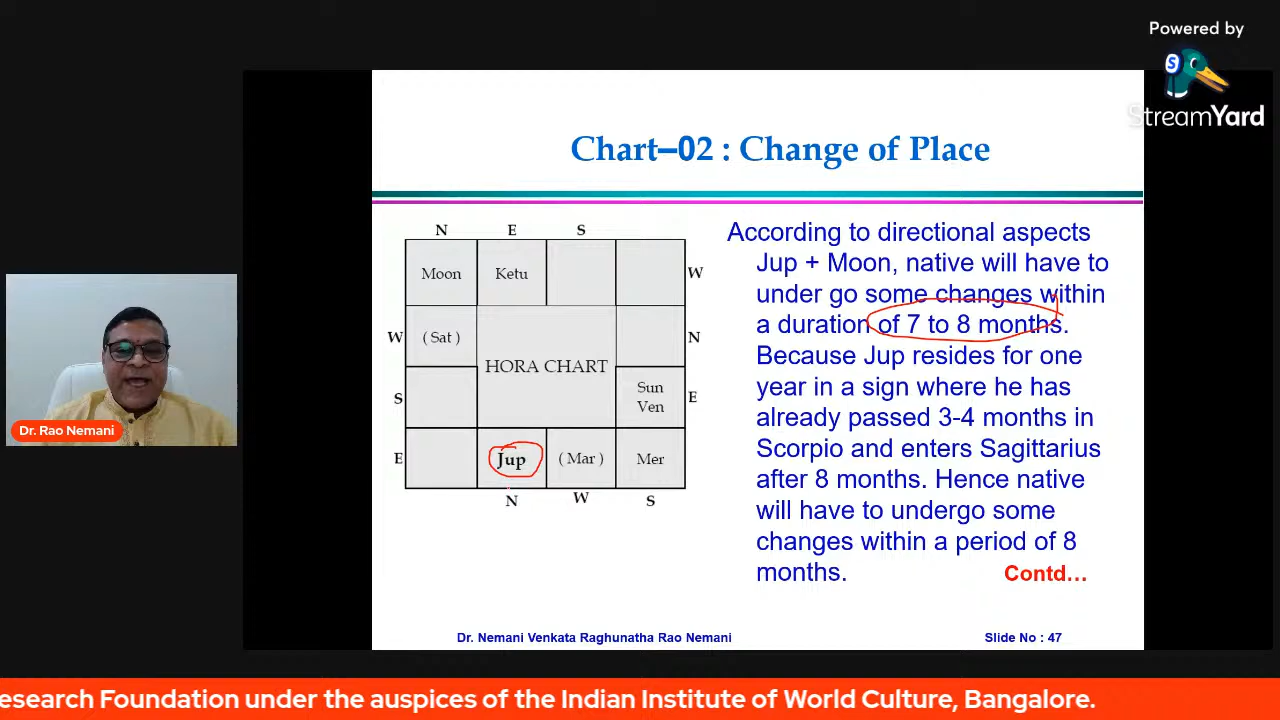 Powered by
StreamYard
Chart–02 : Change of Place
N E S
Moon Ketu W
W (Sat) N
HORA CHART
S Sun E
Ven
E Jup (Mar) Mer
N W S
According to directional aspects
Jup + Moon, native will have to
under go some changes within
a duration of 7 to 8 months.
Because Jup resides for one
year in a sign where he has
already passed 3-4 months in
Scorpio and enters Sagittarius
after 8 months. Hence native
will have to undergo some
changes within a period of 8
months. Contd...
Dr. Rao Nemani
Dr. Nemani Venkata Raghunatha Rao Nemani Slide No : 47
esearch Foundation under the auspices of the Indian Institute of World Culture, Bangalore.